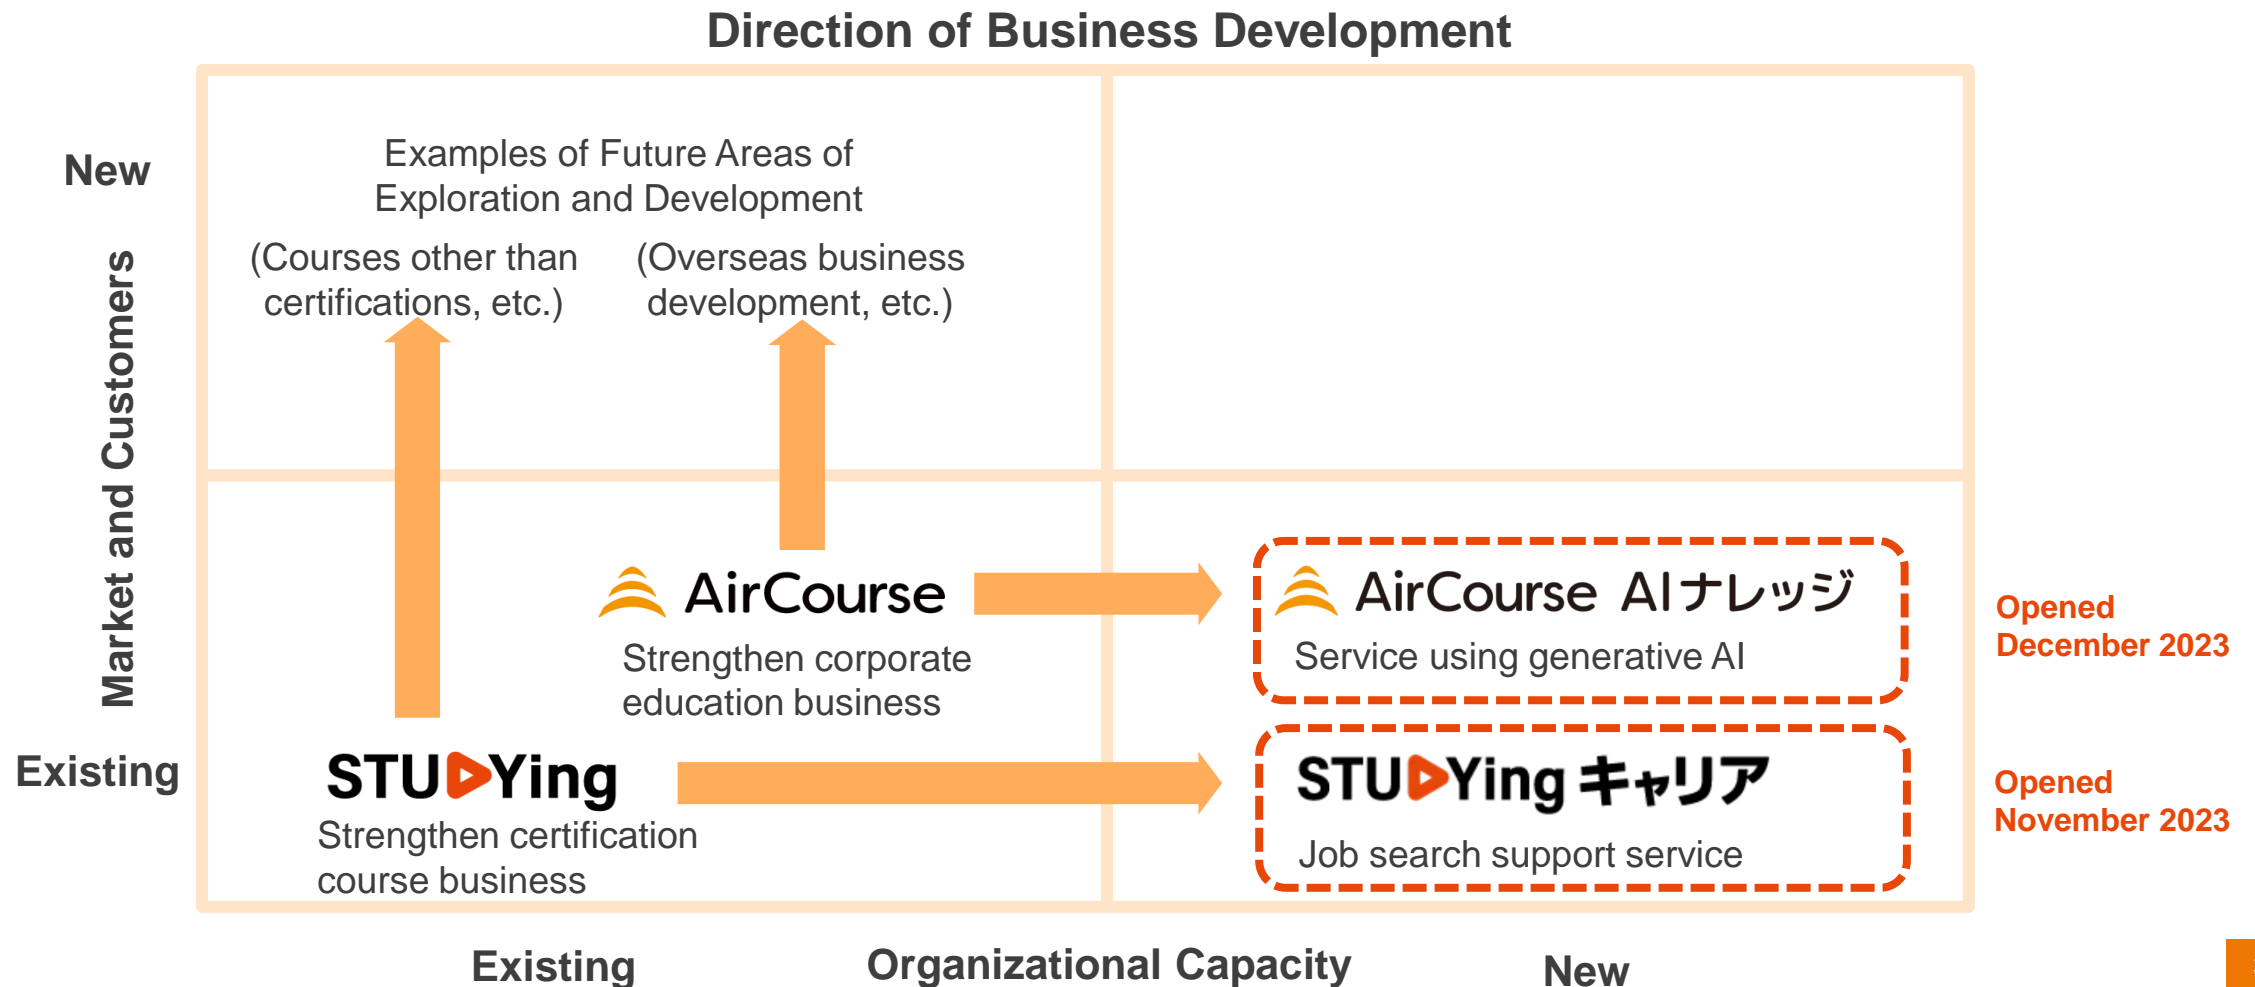 Direction of Business Development
New
Examples of Future Areas of
Exploration and Development
(Courses other than
certifications, etc.)
(Overseas business
development, etc.)
Market and Customers
AirCourse
Strengthen corporate
education business
AirCourse AIナレッジ
Service using generative AI
Opened
December 2023
Existing
STUDYing
Strengthen certification
course business
STUDYing キャリア
Job search support service
Opened
November 2023
Existing
Organizational Capacity
New